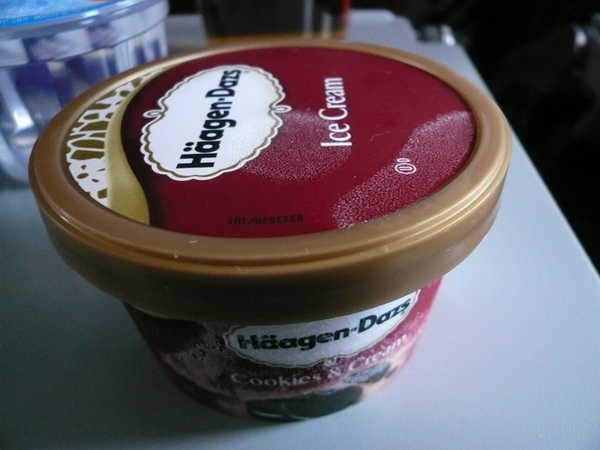 Häagen-Dazs
Ice Cream
Häagen-Dazs
Cookies & Cream